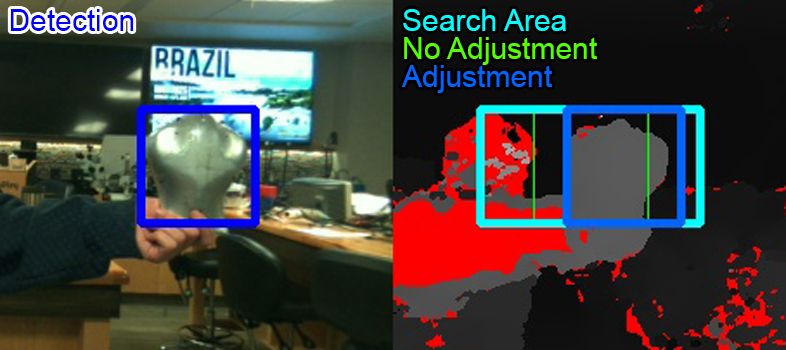 Detection
BRAZIL
Search Area
No Adjustment
Adjustment